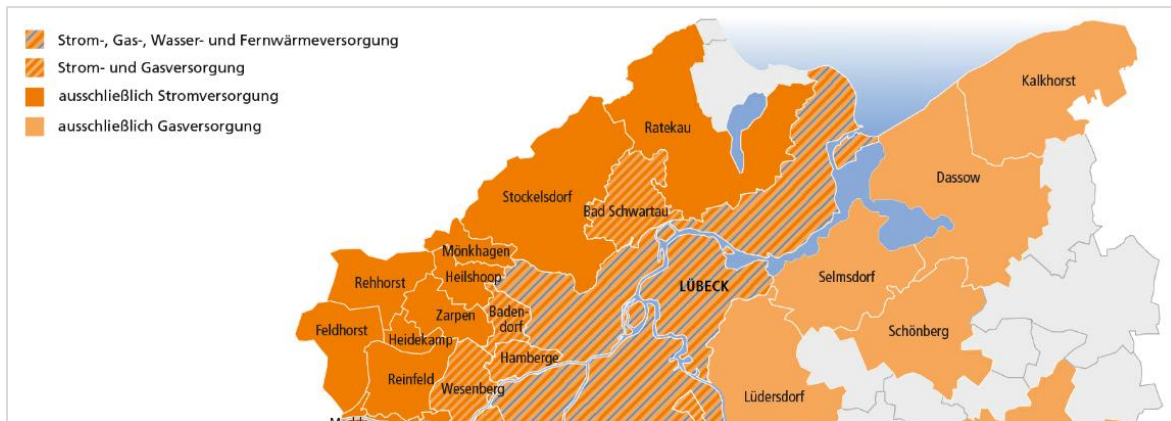 Strom-, Gas-, Wasser- und Fernwärmeversorgung
Strom- und Gasversorgung
ausschließlich Stromversorgung
ausschließlich Gasversorgung
Kalkhorst
Ratekau
Dassow
Stockelsdorf
Bad Schwartau
Mönkhagen
Rehhorst
Heilshoop
Selmsdorf
LÜBECK
Zarpen
Baden-
dorf
Feldhorst
Heidekamp
Schönberg
Hamberge
Reinfeld
Wesenberg
Lüdersdorf